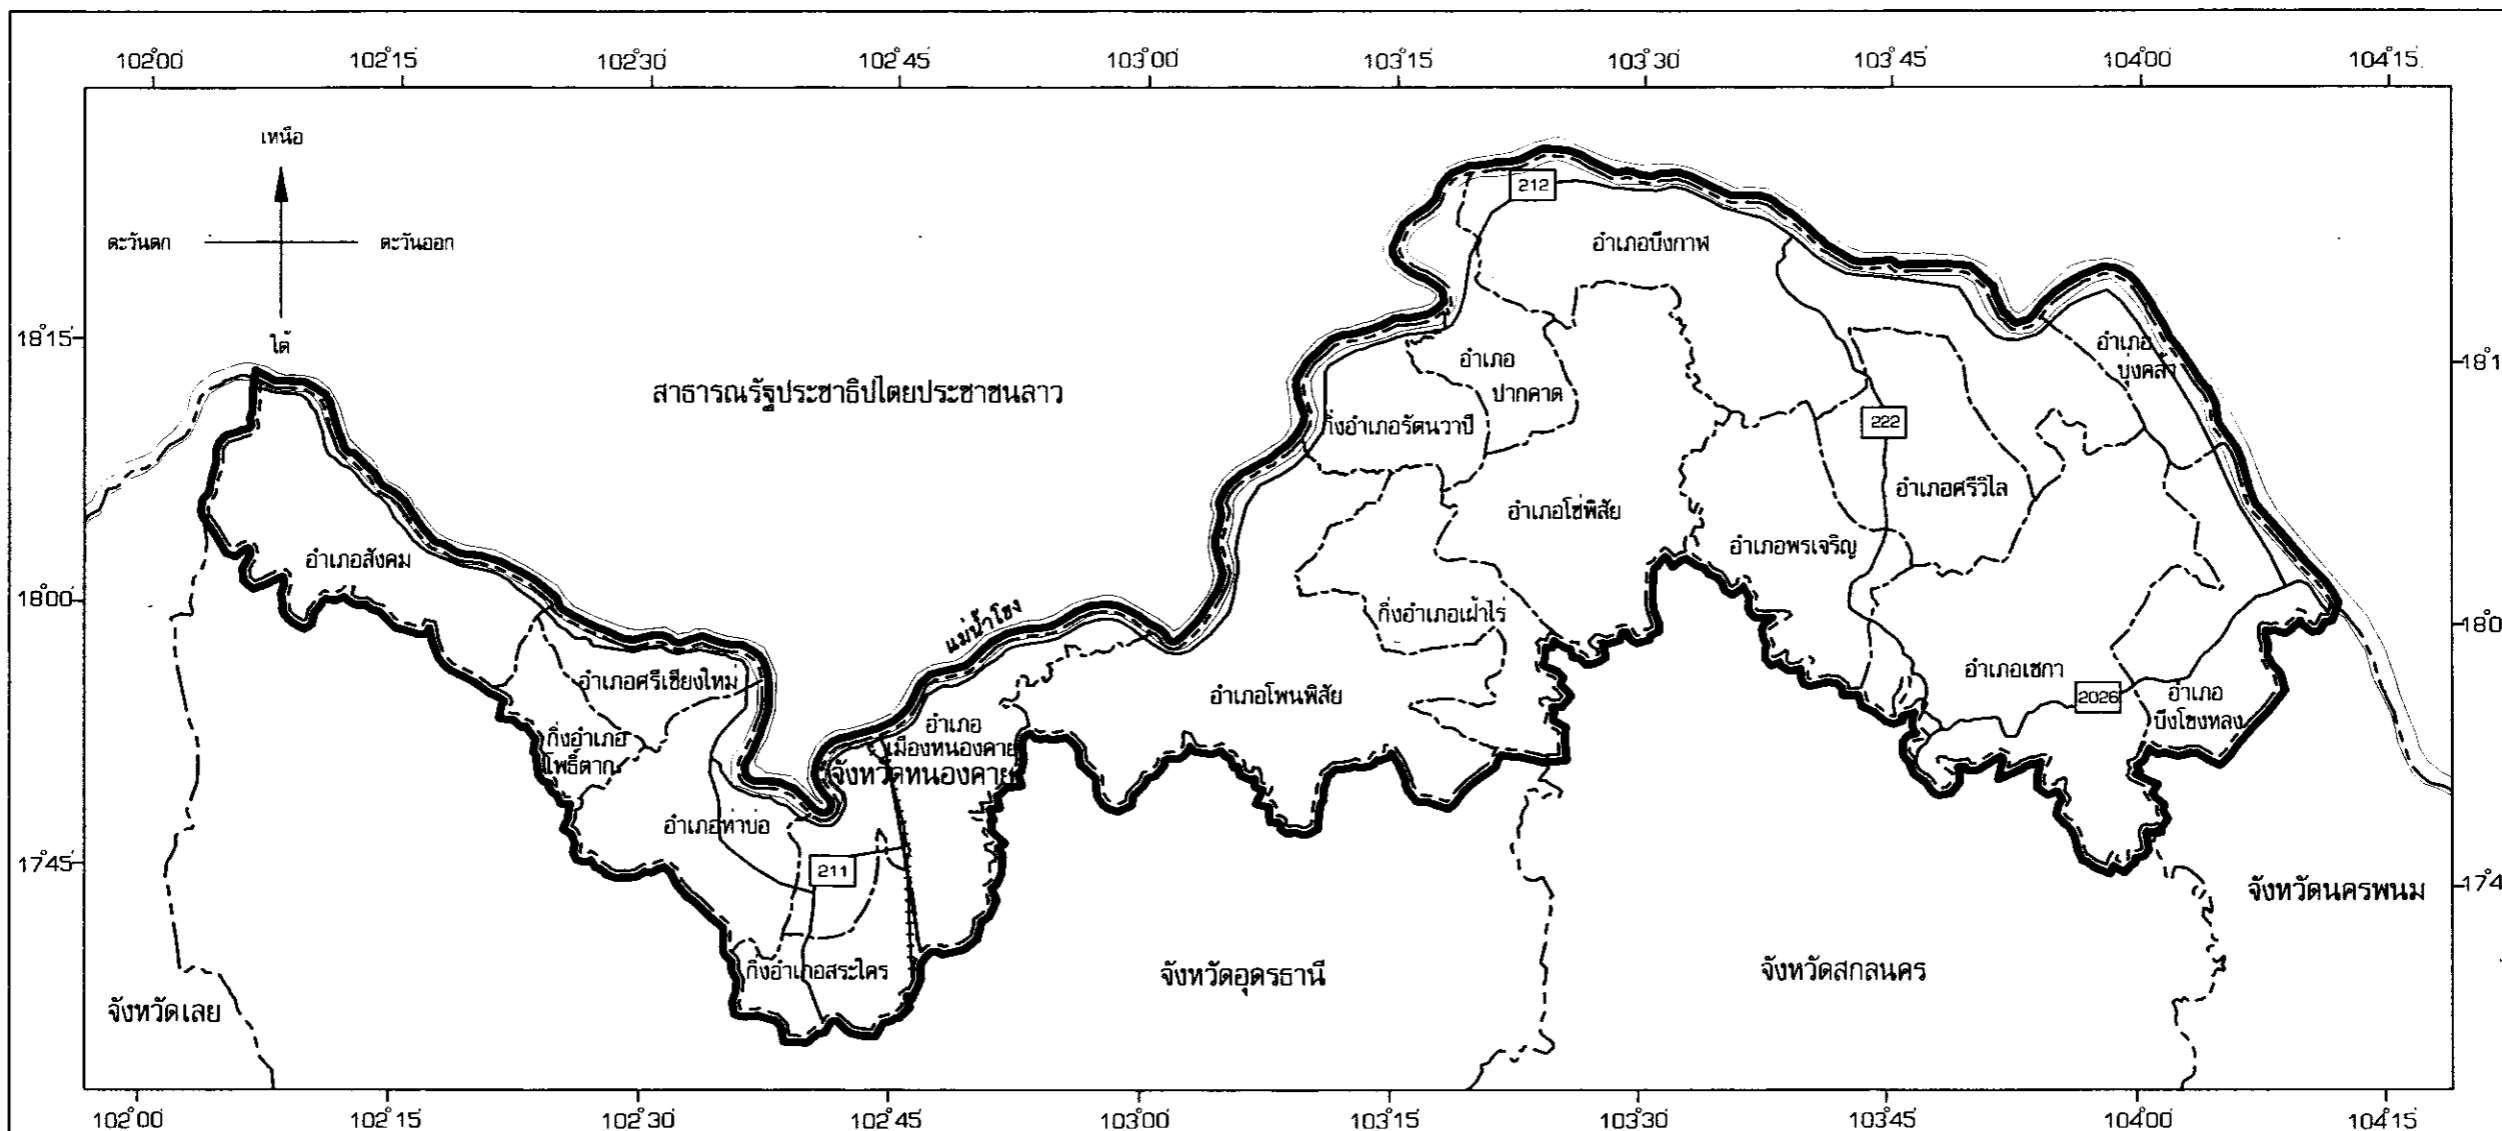 102°00'
102°15'
102°30'
102°45'
103°00'
103°15'
103°30'
103°45'
104°00'
104°15'
เหนือ
ตะวันตก
ตะวันออก
ใต้
212
อำเภอบึงกาฬ
18°15'
18°1
สาธารณรัฐประชาธิปไตยประชาชนลาว
อำเภอ
ปากคาด
อำเภอ
บุ่งคล้า
กิ่งอำเภอรัตนวาปี
222
อำเภอศรีวิไล
อำเภอโซ่พิสัย
อำเภอพรเจริญ
อำเภอสังคม
18°00'
18°0
แม่น้ำโขง
กิ่งอำเภอเฝ้าไร่
อำเภอศรีเชียงใหม่
อำเภอโพนพิสัย
อำเภอเซกา
2026
อำเภอ
บึงโขงหลง
กิ่งอำเภอ
โพธิ์ตาก
อำเภอ
เมืองหนองคาย
จังหวัดหนองคาย
อำเภอท่าบ่อ
17°45'
17°4
211
จังหวัดนครพนม
กิ่งอำเภอสระใคร
จังหวัดอุดรธานี
จังหวัดสกลนคร
จังหวัดเลย
102°00'
102°15'
102°30'
102°45'
103°00'
103°15'
103°30'
103°45'
104°00'
104°15'